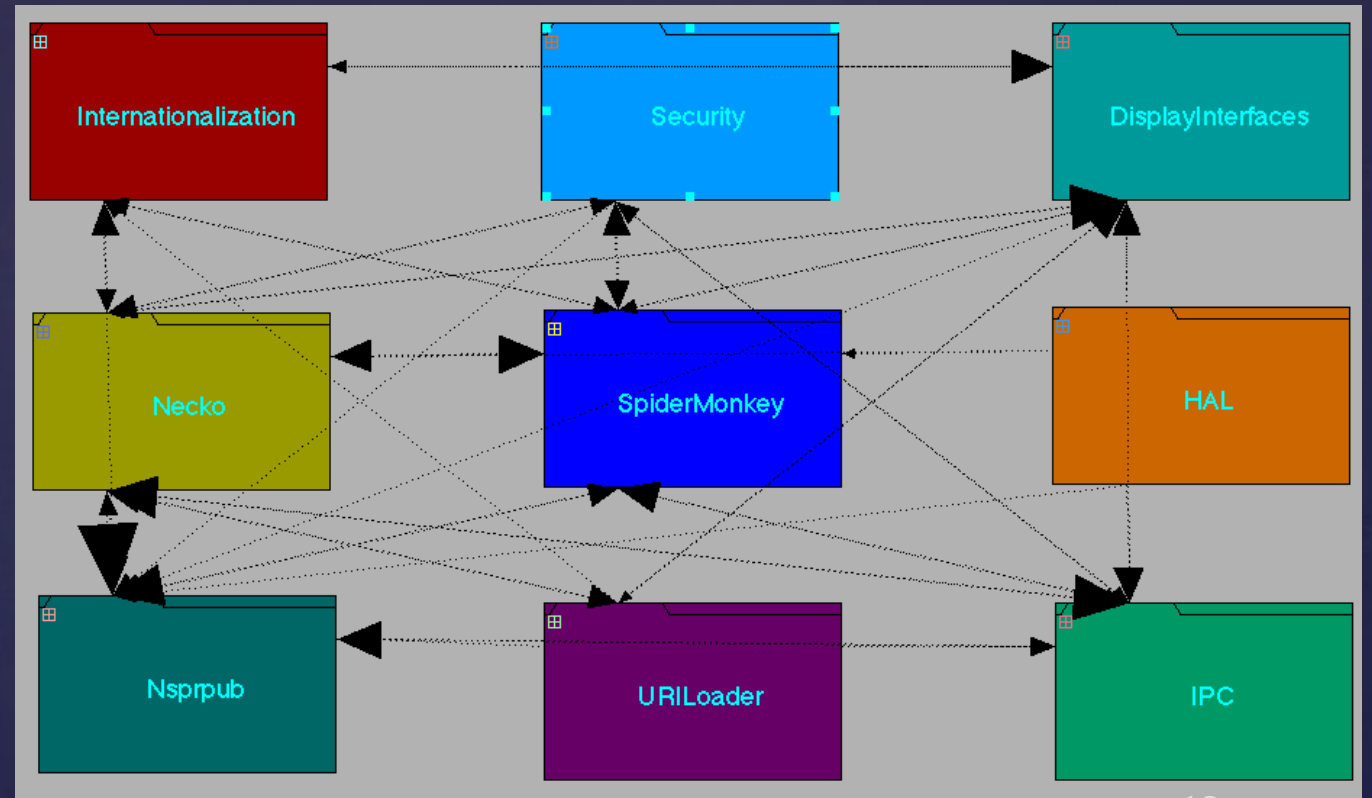 Internationalization
Security
DisplayInterfaces
Necko
SpiderMonkey
HAL
Nsprpub
URILoader
IPC